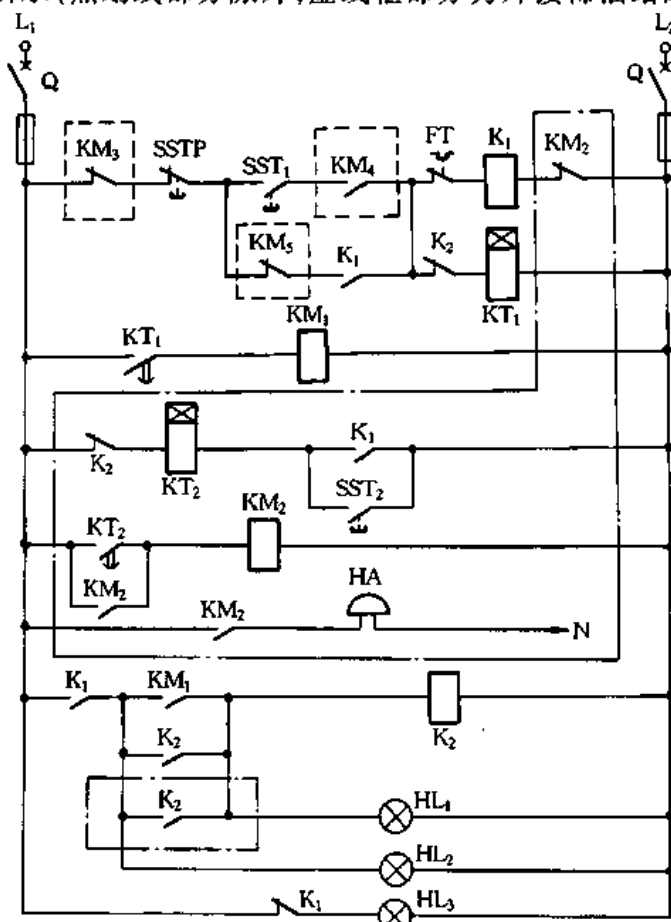 L₁ L₂
Q Q
KM₃ SSTP SST₁ KM₄ FT K₁ KM₂
KM₅ K₁ K₂ KT₁
KT₁ KM₁
K₂ KT₂ K₁
SST₂
KT₂ KM₂
KM₂ KM₂ HA N
K₁ KM₁ K₂
K₂
K₂ HL₁
HL₂
K₁ HL₃